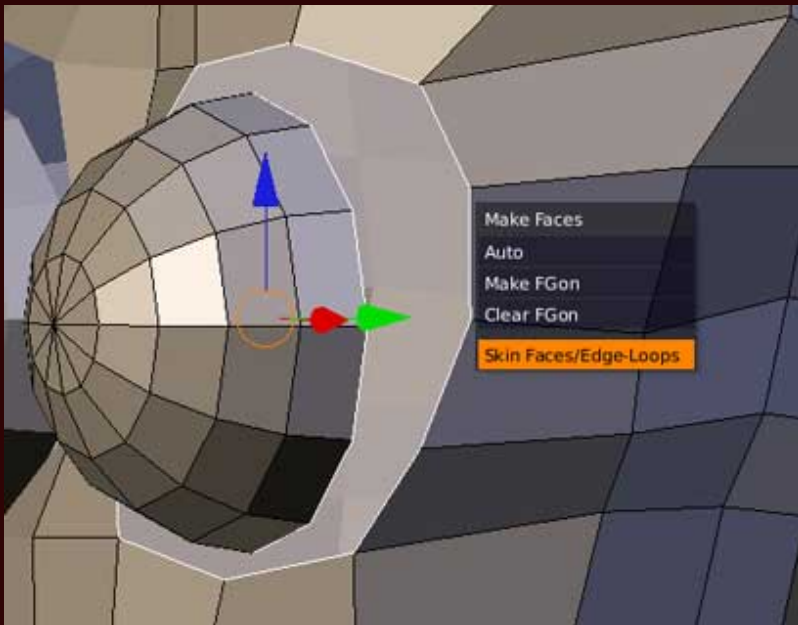 Make Faces
Auto
Make FGon
Clear FGon
Skin Faces/Edge-Loops